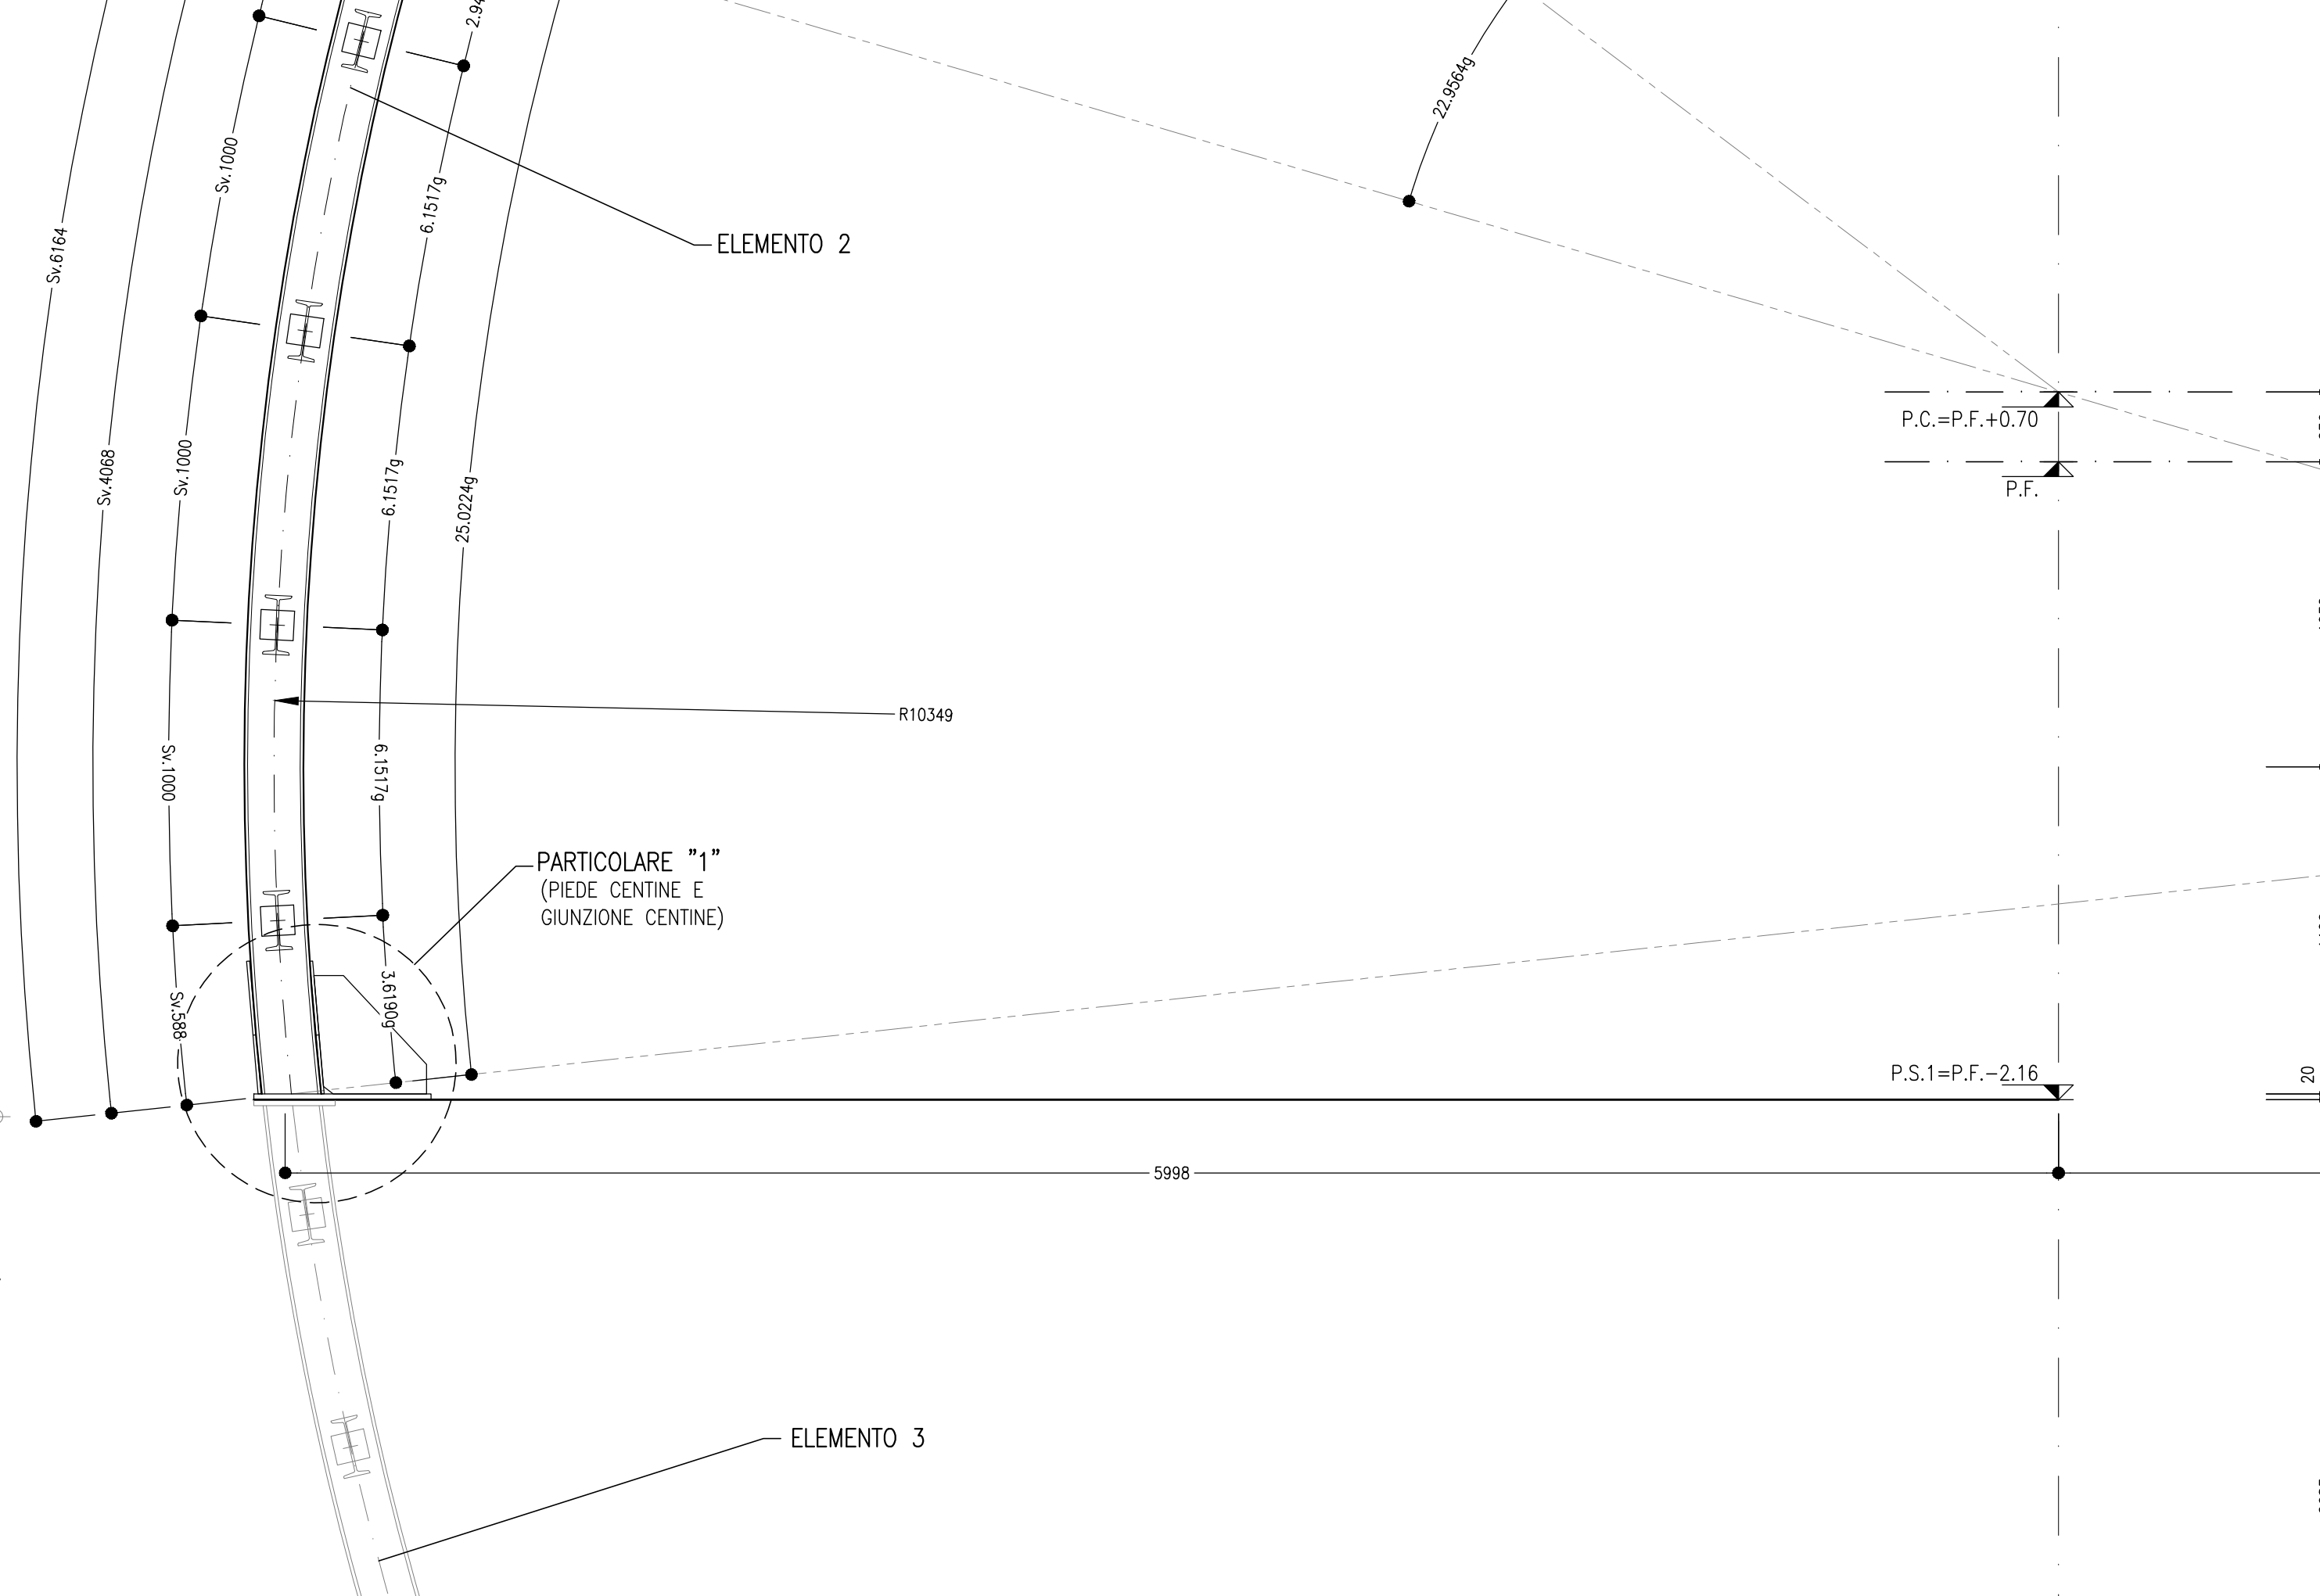 22.9564g
Sv.1000
6.1517g
ELEMENTO 2
Sv.6164
P.C.=P.F.+0.70
P.F.
Sv.4068
Sv.1000
6.1517g
25.0224g
R10349
Sv.1000
6.1517g
PARTICOLARE "1"
(PIEDE CENTINE E
GIUNZIONE CENTINE)
Sv.588
3.6190g
P.S.1=P.F.−2.16
20
5998
ELEMENTO 3